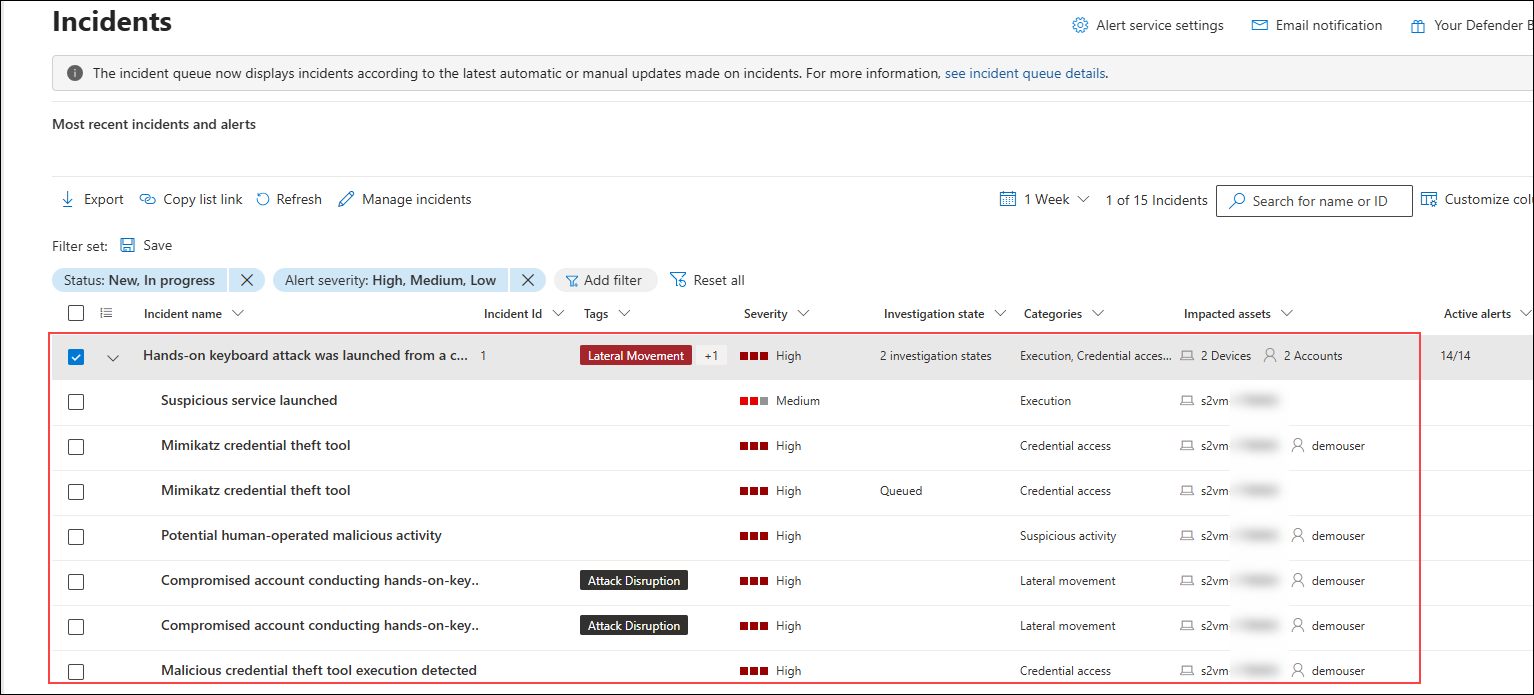 Incidents
Alert service settings Email notification Your Defender B
The incident queue now displays incidents according to the latest automatic or manual updates made on incidents. For more information, see incident queue details.
Most recent incidents and alerts
Export Copy list link Refresh Manage incidents 1 Week 1 of 15 Incidents Search for name or ID Customize colu
Filter set: Save
Status: New, In progress Alert severity: High, Medium, Low Add filter Reset all
Incident name Incident Id Tags Severity Investigation state Categories Impacted assets Active alerts
Hands-on keyboard attack was launched from a c... 1 Lateral Movement +1 High 2 investigation states Execution, Credential acces... 2 Devices 2 Accounts 14/14
Suspicious service launched Medium Execution s2vm
Mimikatz credential theft tool High Credential access s2vm demouser
Mimikatz credential theft tool High Queued Credential access s2vm
Potential human-operated malicious activity High Suspicious activity s2vm demouser
Compromised account conducting hands-on-key.. Attack Disruption High Lateral movement s2vm demouser
Compromised account conducting hands-on-key.. Attack Disruption High Lateral movement s2vm demouser
Malicious credential theft tool execution detected High Credential access s2vm demouser